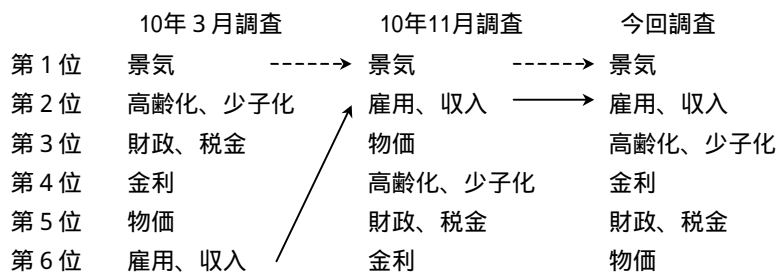 10年3月調査 10年11月調査 今回調査
第1位 景気 景気 景気
第2位 高齢化、少子化 雇用、収入 雇用、収入
第3位 財政、税金 物価 高齢化、少子化
第4位 金利 高齢化、少子化 金利
第5位 物価 財政、税金 財政、税金
第6位 雇用、収入 金利 物価